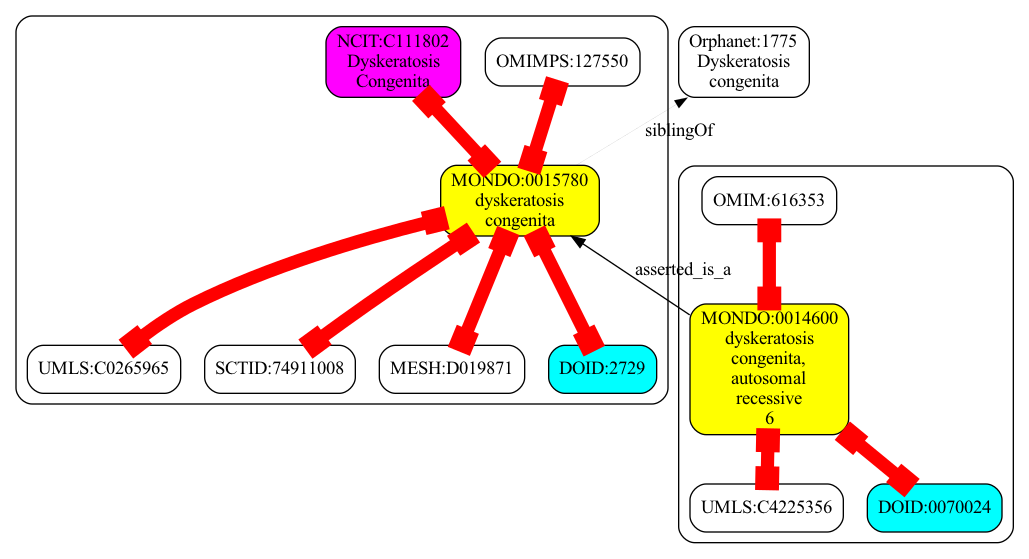 NCIT:C111802
Dyskeratosis
Congenita
OMIMPS:127550
Orphanet:1775
Dyskeratosis
congenita
siblingOf
MONDO:0015780
dyskeratosis
congenita
OMIM:616353
asserted_is_a
MONDO:0014600
dyskeratosis
congenita,
autosomal
recessive
6
UMLS:C0265965
SCTID:74911008
MESH:D019871
DOID:2729
UMLS:C4225356
DOID:0070024